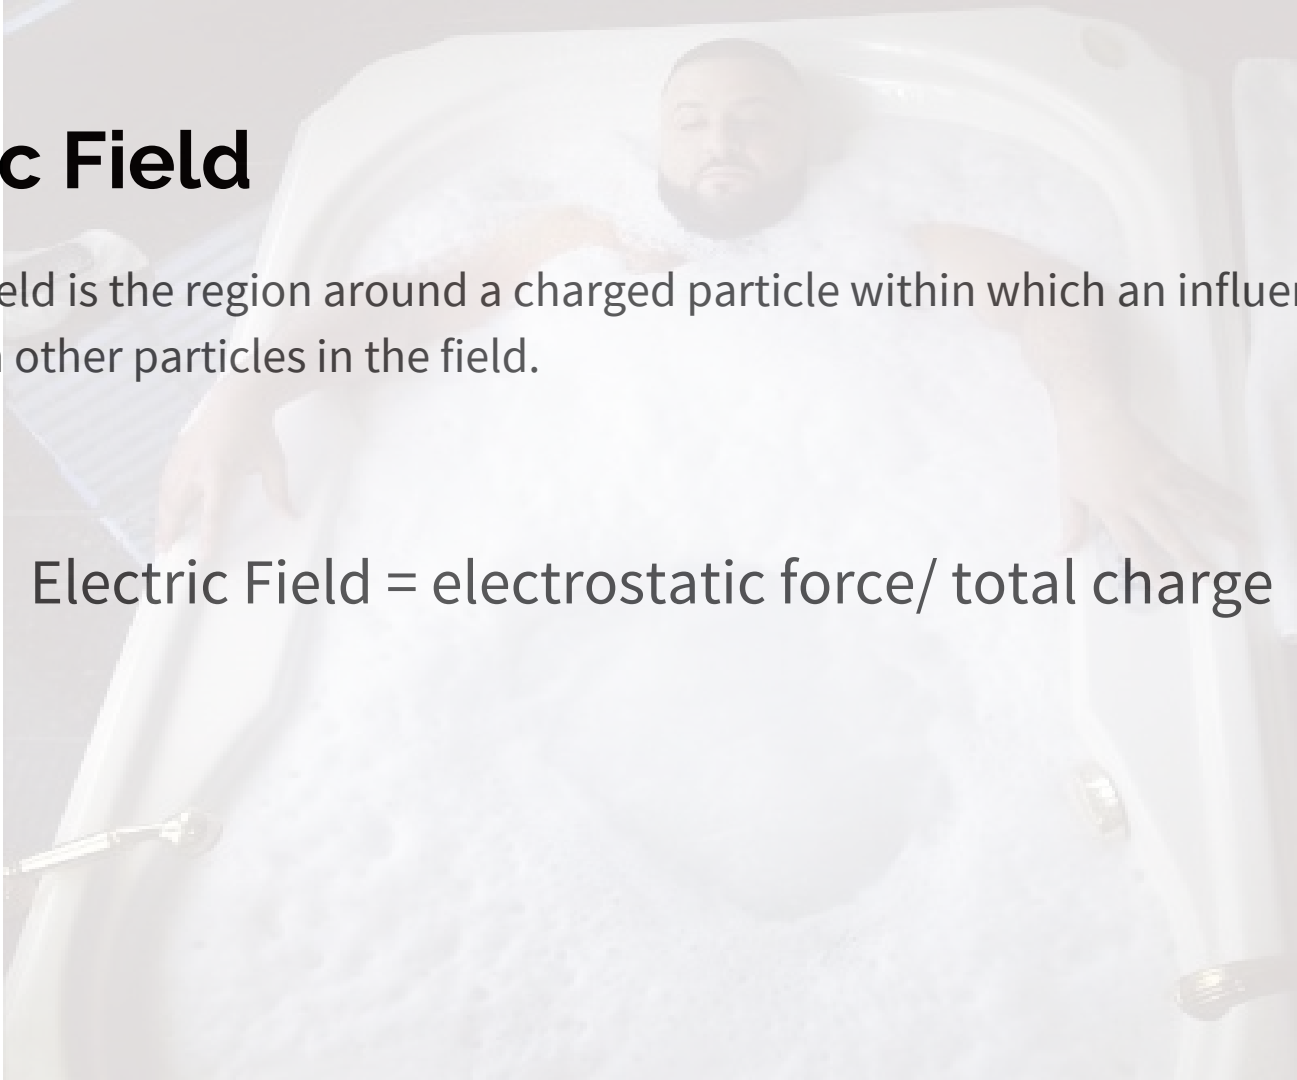 c Field
eld is the region around a charged particle within which an influen
other particles in the field.
Electric Field = electrostatic force/ total charge